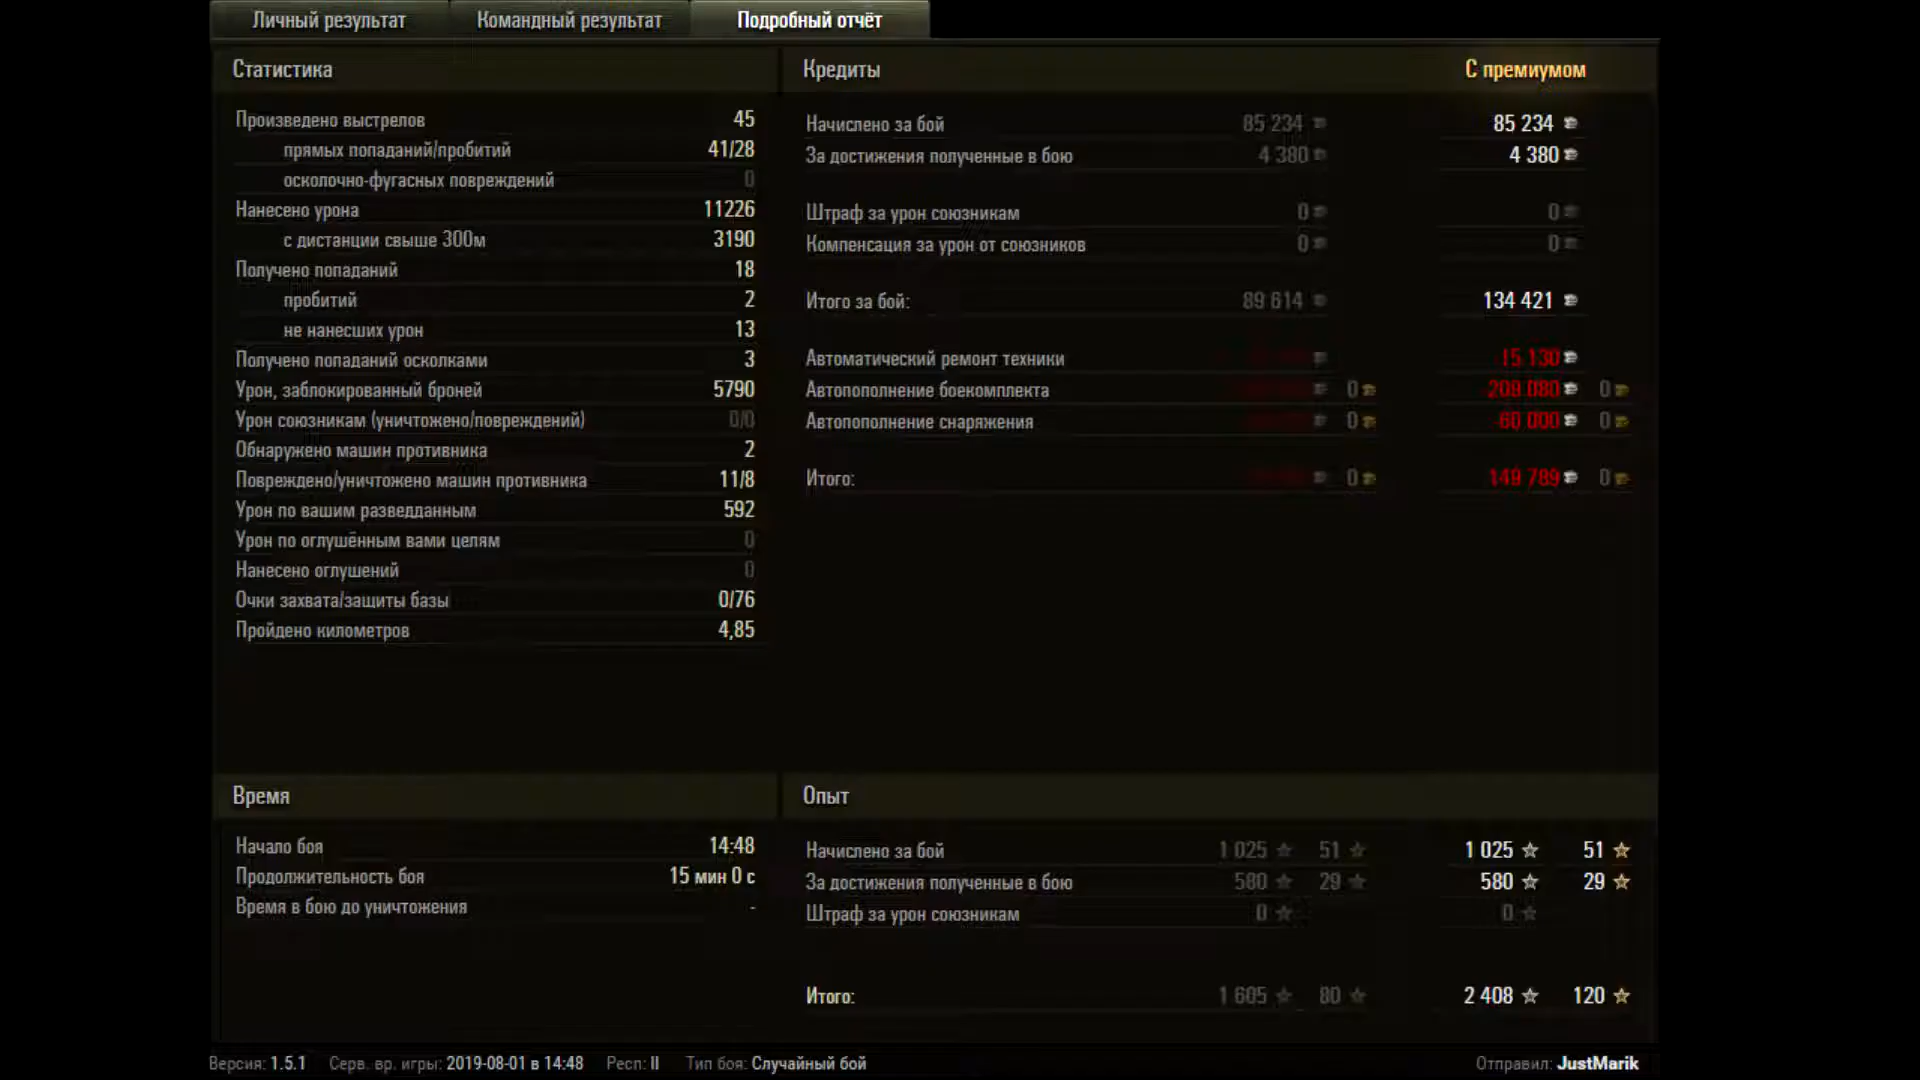 Личный результат Командный результат Подробный отчёт
Статистика
Произведено выстрелов 45
прямых попаданий/пробитий 41/28
осколочно-фугасных повреждений 0
Нанесено урона 11226
с дистанции свыше 300м 3190
Получено попаданий 18
пробитий 2
не нанесших урон 13
Получено попаданий осколками 3
Урон, заблокированный броней 5790
Урон союзникам (уничтожено/повреждений) 0/0
Обнаружено машин противника 2
Повреждено/уничтожено машин противника 11/8
Урон по вашим разведданным 592
Урон по оглушённым вами целям 0
Нанесено оглушений 0
Очки захвата/защиты базы 0/76
Пройдено километров 4,85
Кредиты С премиумом
Начислено за бой 85 234 85 234
За достижения полученные в бою 4 380 4 380
Штраф за урон союзникам 0 0
Компенсация за урон от союзников 0 0
Итого за бой: 89 614 134 421
Автоматический ремонт техники 15 130
Автопополнение боекомплекта 0 209 080 0
Автопополнение снаряжения 0 -60 000 0
Итого: 0 149 789 0
Время
Начало боя 14:48
Продолжительность боя 15 мин 0 с
Время в бою до уничтожения -
Опыт
Начислено за бой 1 025 51 1 025 51
За достижения полученные в бою 580 29 580 29
Штраф за урон союзникам 0 0
Итого: 1 605 80 2 408 120
Версия: 1.5.1 Серв. вр. игры: 2019-08-01 в 14:48 Респ: II Тип боя: Случайный бой Отправил: JustMarik